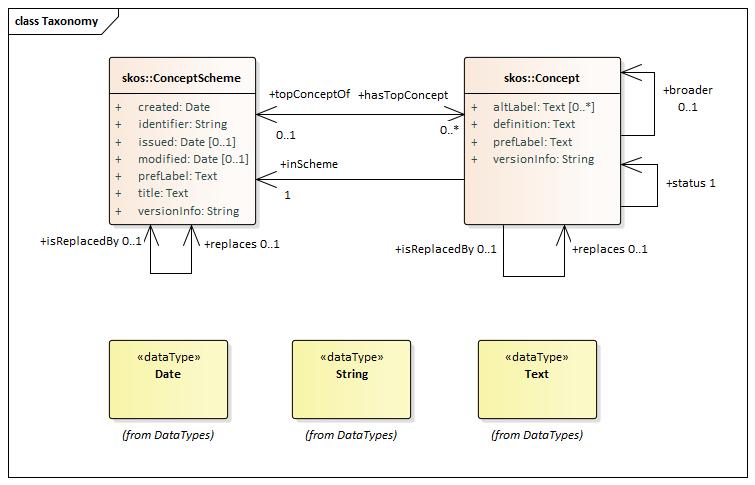 class Taxonomy
skos::ConceptScheme
+ created: Date
+ identifier: String
+ issued: Date [0..1]
+ modified: Date [0..1]
+ prefLabel: Text
+ title: Text
+ versionInfo: String
+topConceptOf
+hasTopConcept
0..1
0..*
+inScheme
1
skos::Concept
+ altLabel: Text [0..*]
+ definition: Text
+ prefLabel: Text
+ versionInfo: String
+broader
0..1
+status 1
+isReplacedBy 0..1
+replaces 0..1
+isReplacedBy 0..1
+replaces 0..1
«dataType»
Date
(from DataTypes)
«dataType»
String
(from DataTypes)
«dataType»
Text
(from DataTypes)